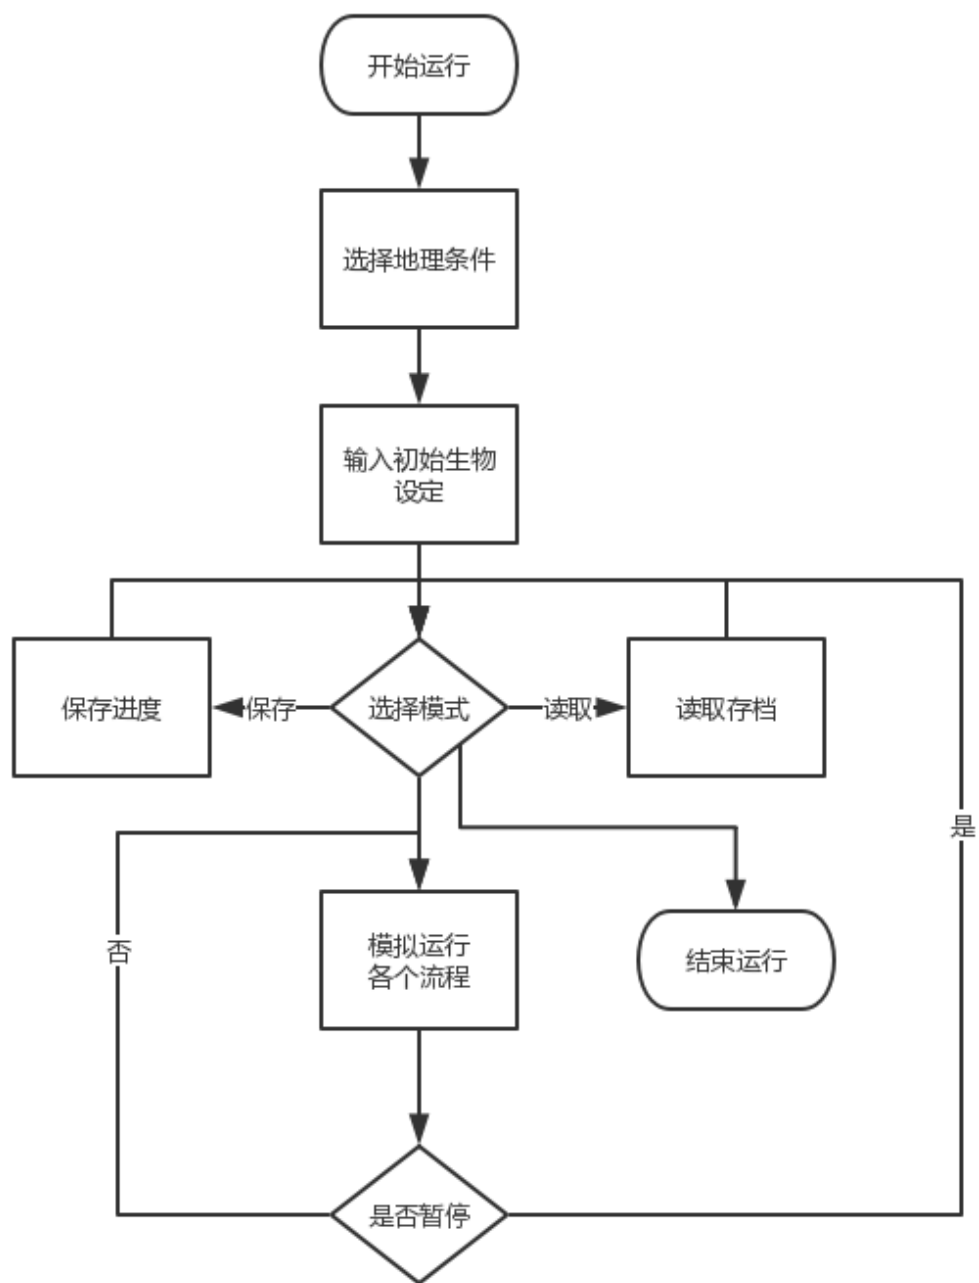 开始运行
选择地理条件
输入初始生物
设定
保存进度
保存
选择模式
读取
读取存档
是
否
模拟运行
各个流程
结束运行
是否暂停